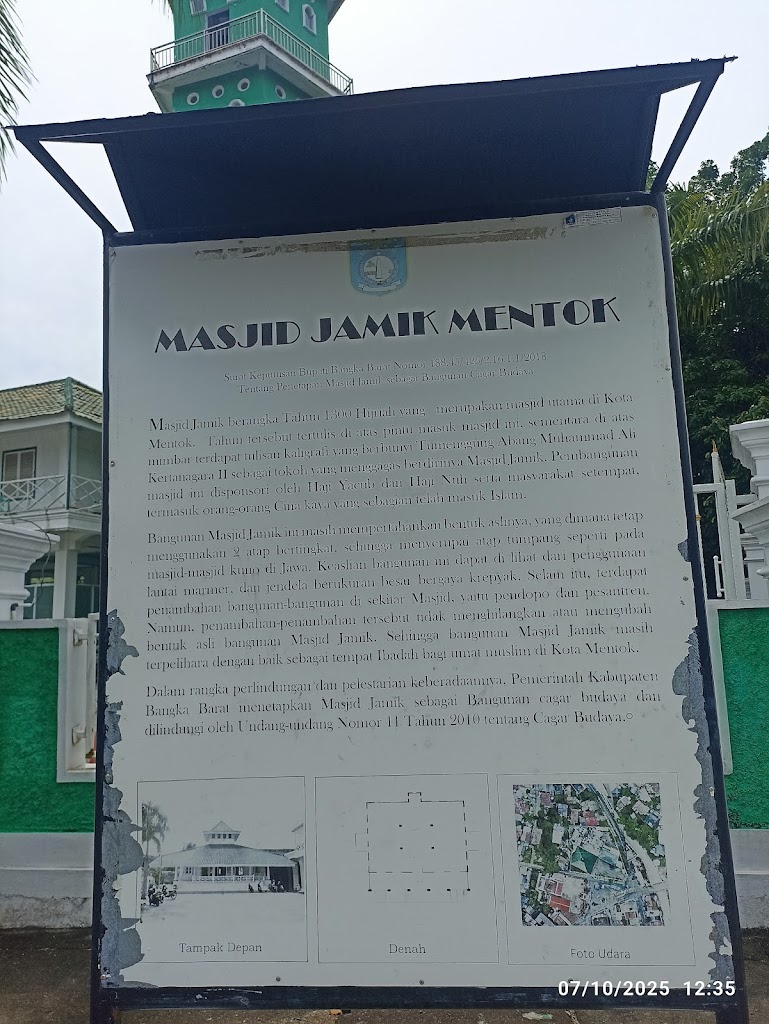 MASJID JAMIK MENTOK
Surat Keputusan Bupati Bangka Barat Nomor
Tentang Penetapan Masjid Jamik sebagai Bangunan Cagar Budaya
Masjid Jamik berangka Tahun 1300 Hijriah yang merupakan masjid utama di Kota
Mentok. Tahun tersebut tertulis di atas pintu masuk masjid ini, sementara di atas
mimbar terdapat tulisan kaligrafi yang berbunyi Tumenggung Abang Muhammad Ali
Kertanagara II sebagai tokoh yang menggagas berdirinya Masjid Jamik. Pembangunan
masjid ini disponsori oleh Haji Yacub dan Haji Nuh serta masyarakat setempat,
termasuk orang-orang Cina kaya yang sebagian telah masuk Islam.
Bangunan Masjid Jamik ini masih mempertahankan bentuk aslinya, yang dimana tetap
menggunakan 2 atap bertingkat, sehingga menyerupai atap tumpang seperti pada
masjid-masjid kuno di Jawa. Keaslian bangunan ini dapat di lihat dari penggunaan
lantai marmer, dan jendela berukuran besar bergaya krepyak. Selain itu, terdapat
penambahan bangunan-bangunan di sekitar Masjid, yaitu pendopo dan pesantren.
Namun, penambahan-penambahan tersebut tidak menghilangkan atau mengubah
bentuk asli bangunan Masjid Jamik. Sehingga bangunan Masjid Jamik masih
terpelihara dengan baik sebagai tempat Ibadah bagi umat muslim di Kota Mentok.
Dalam rangka perlindungan dan pelestarian keberadaannya, Pemerintah Kabupaten
Bangka Barat menetapkan Masjid Jamik sebagai Bangunan cagar budaya dan
dilindungi oleh Undang-undang Nomor 11 Tahun 2010 tentang Cagar Budaya.○
Tampak Depan
Denah
Foto Udara
07/10/2025 12:35